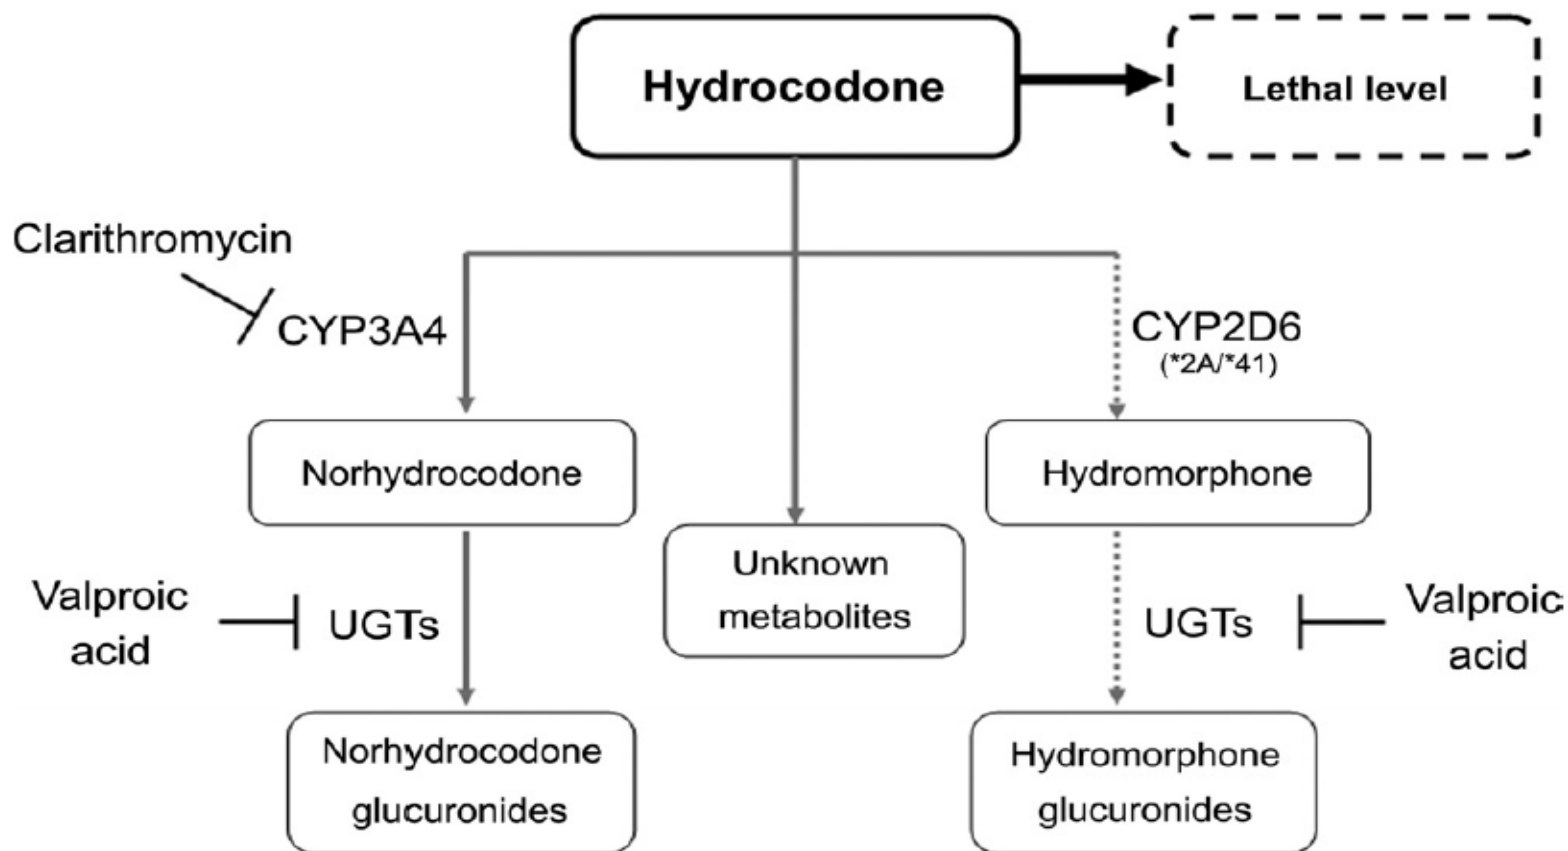 Hydrocodone
Lethal level
Clarithromycin
CYP3A4
CYP2D6
(*2A/*41)
Norhydrocodone
Hydromorphone
Unknown
metabolites
Valproic
acid
UGTs
UGTs
Valproic
acid
Norhydrocodone
glucuronides
Hydromorphone
glucuronides